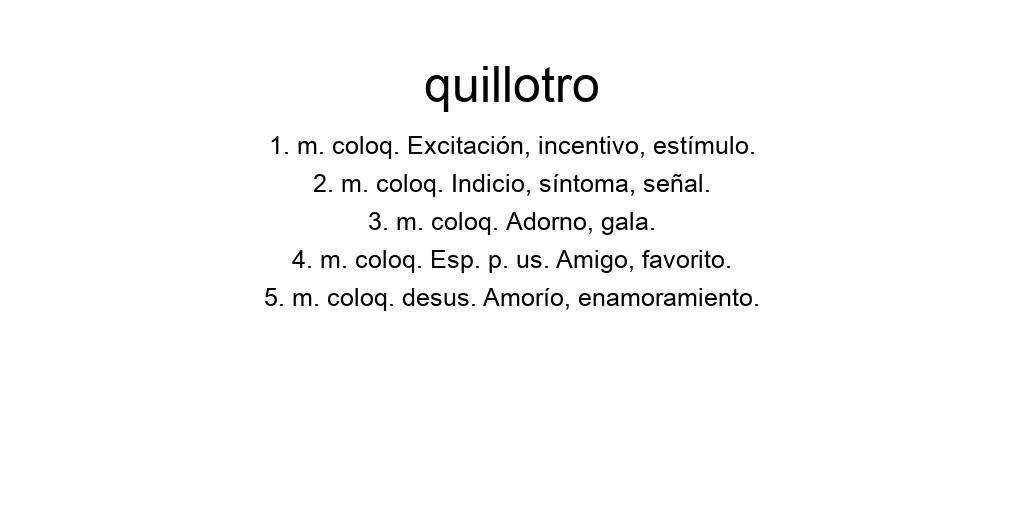 quillotro
1. m. coloq. Excitación, incentivo, estímulo.
2. m. coloq. Indicio, síntoma, señal.
3. m. coloq. Adorno, gala.
4. m. coloq. Esp. p. us. Amigo, favorito.
5. m. coloq. desus. Amorío, enamoramiento.